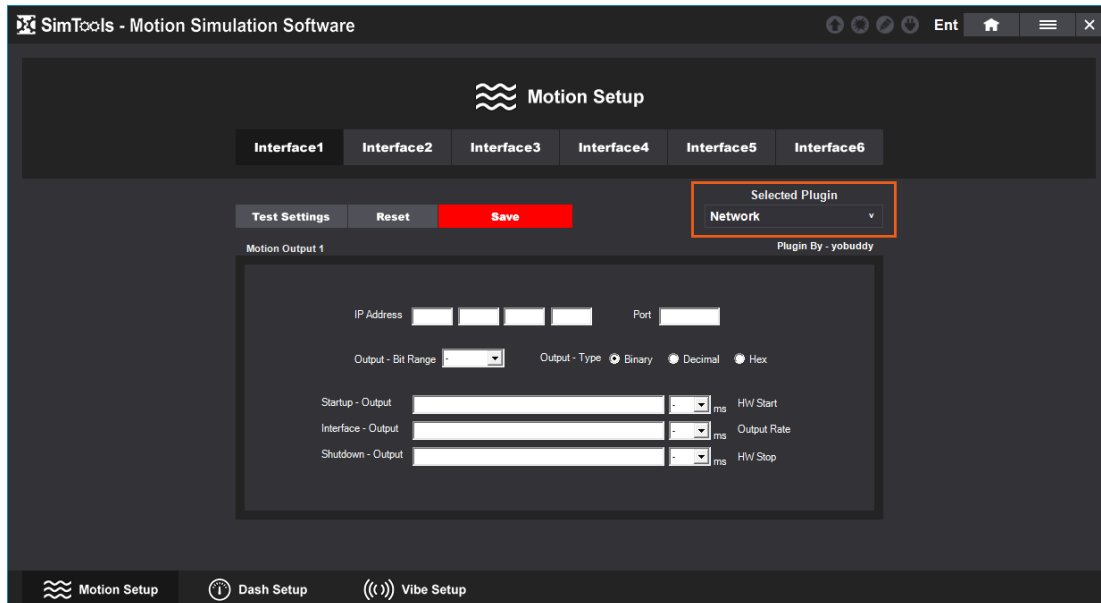 SimTools - Motion Simulation Software Ent
Motion Setup
Interface1 Interface2 Interface3 Interface4 Interface5 Interface6
Selected Plugin
Test Settings Reset Save Network
Motion Output 1 Plugin By - yobuddy
IP Address Port
Output - Bit Range - Output - Type Binary Decimal Hex
Startup - Output - ms HW Start
Interface - Output - ms Output Rate
Shutdown - Output - ms HW Stop
Motion Setup Dash Setup Vibe Setup